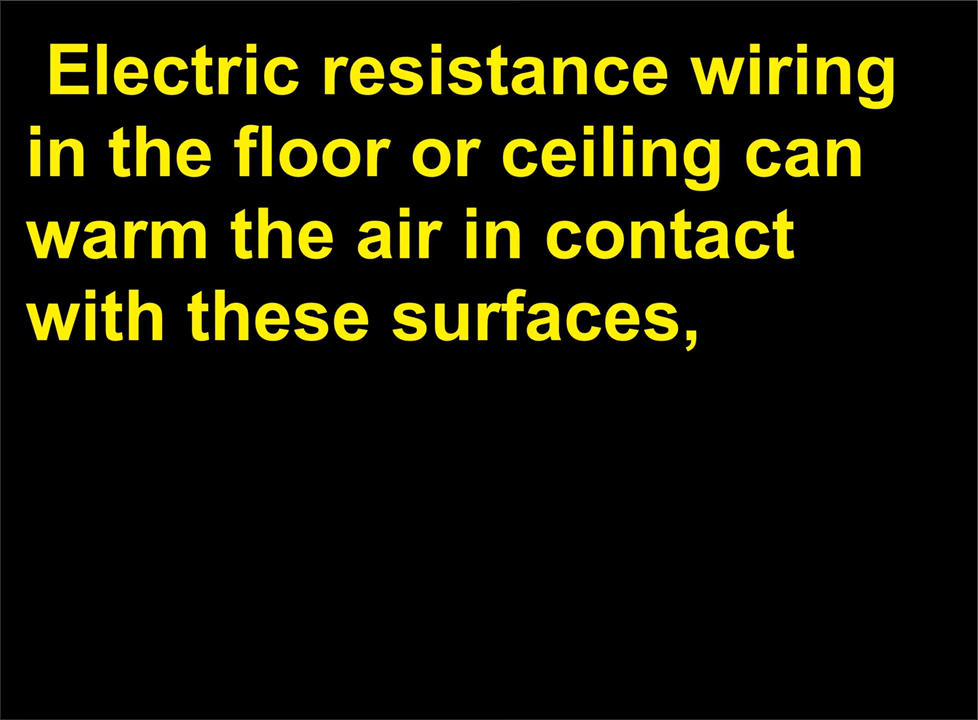 Electric resistance wiring
in the floor or ceiling can
warm the air in contact
with these surfaces,